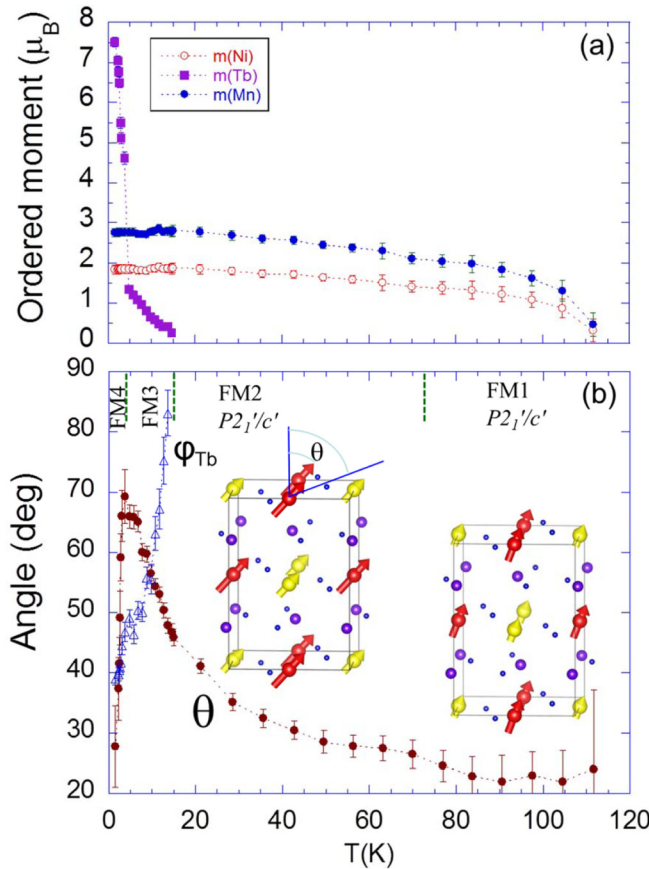 (a)
Ordered moment (μB)
8
7
6
5
4
3
2
1
0
m(Ni)
m(Tb)
m(Mn)
(b)
Angle (deg)
90
80
70
60
50
40
30
20
FM4
FM3
FM2
P21'/c'
FM1
P21'/c'
φTb
θ
θ
0
20
40
60
80
100
120
T(K)